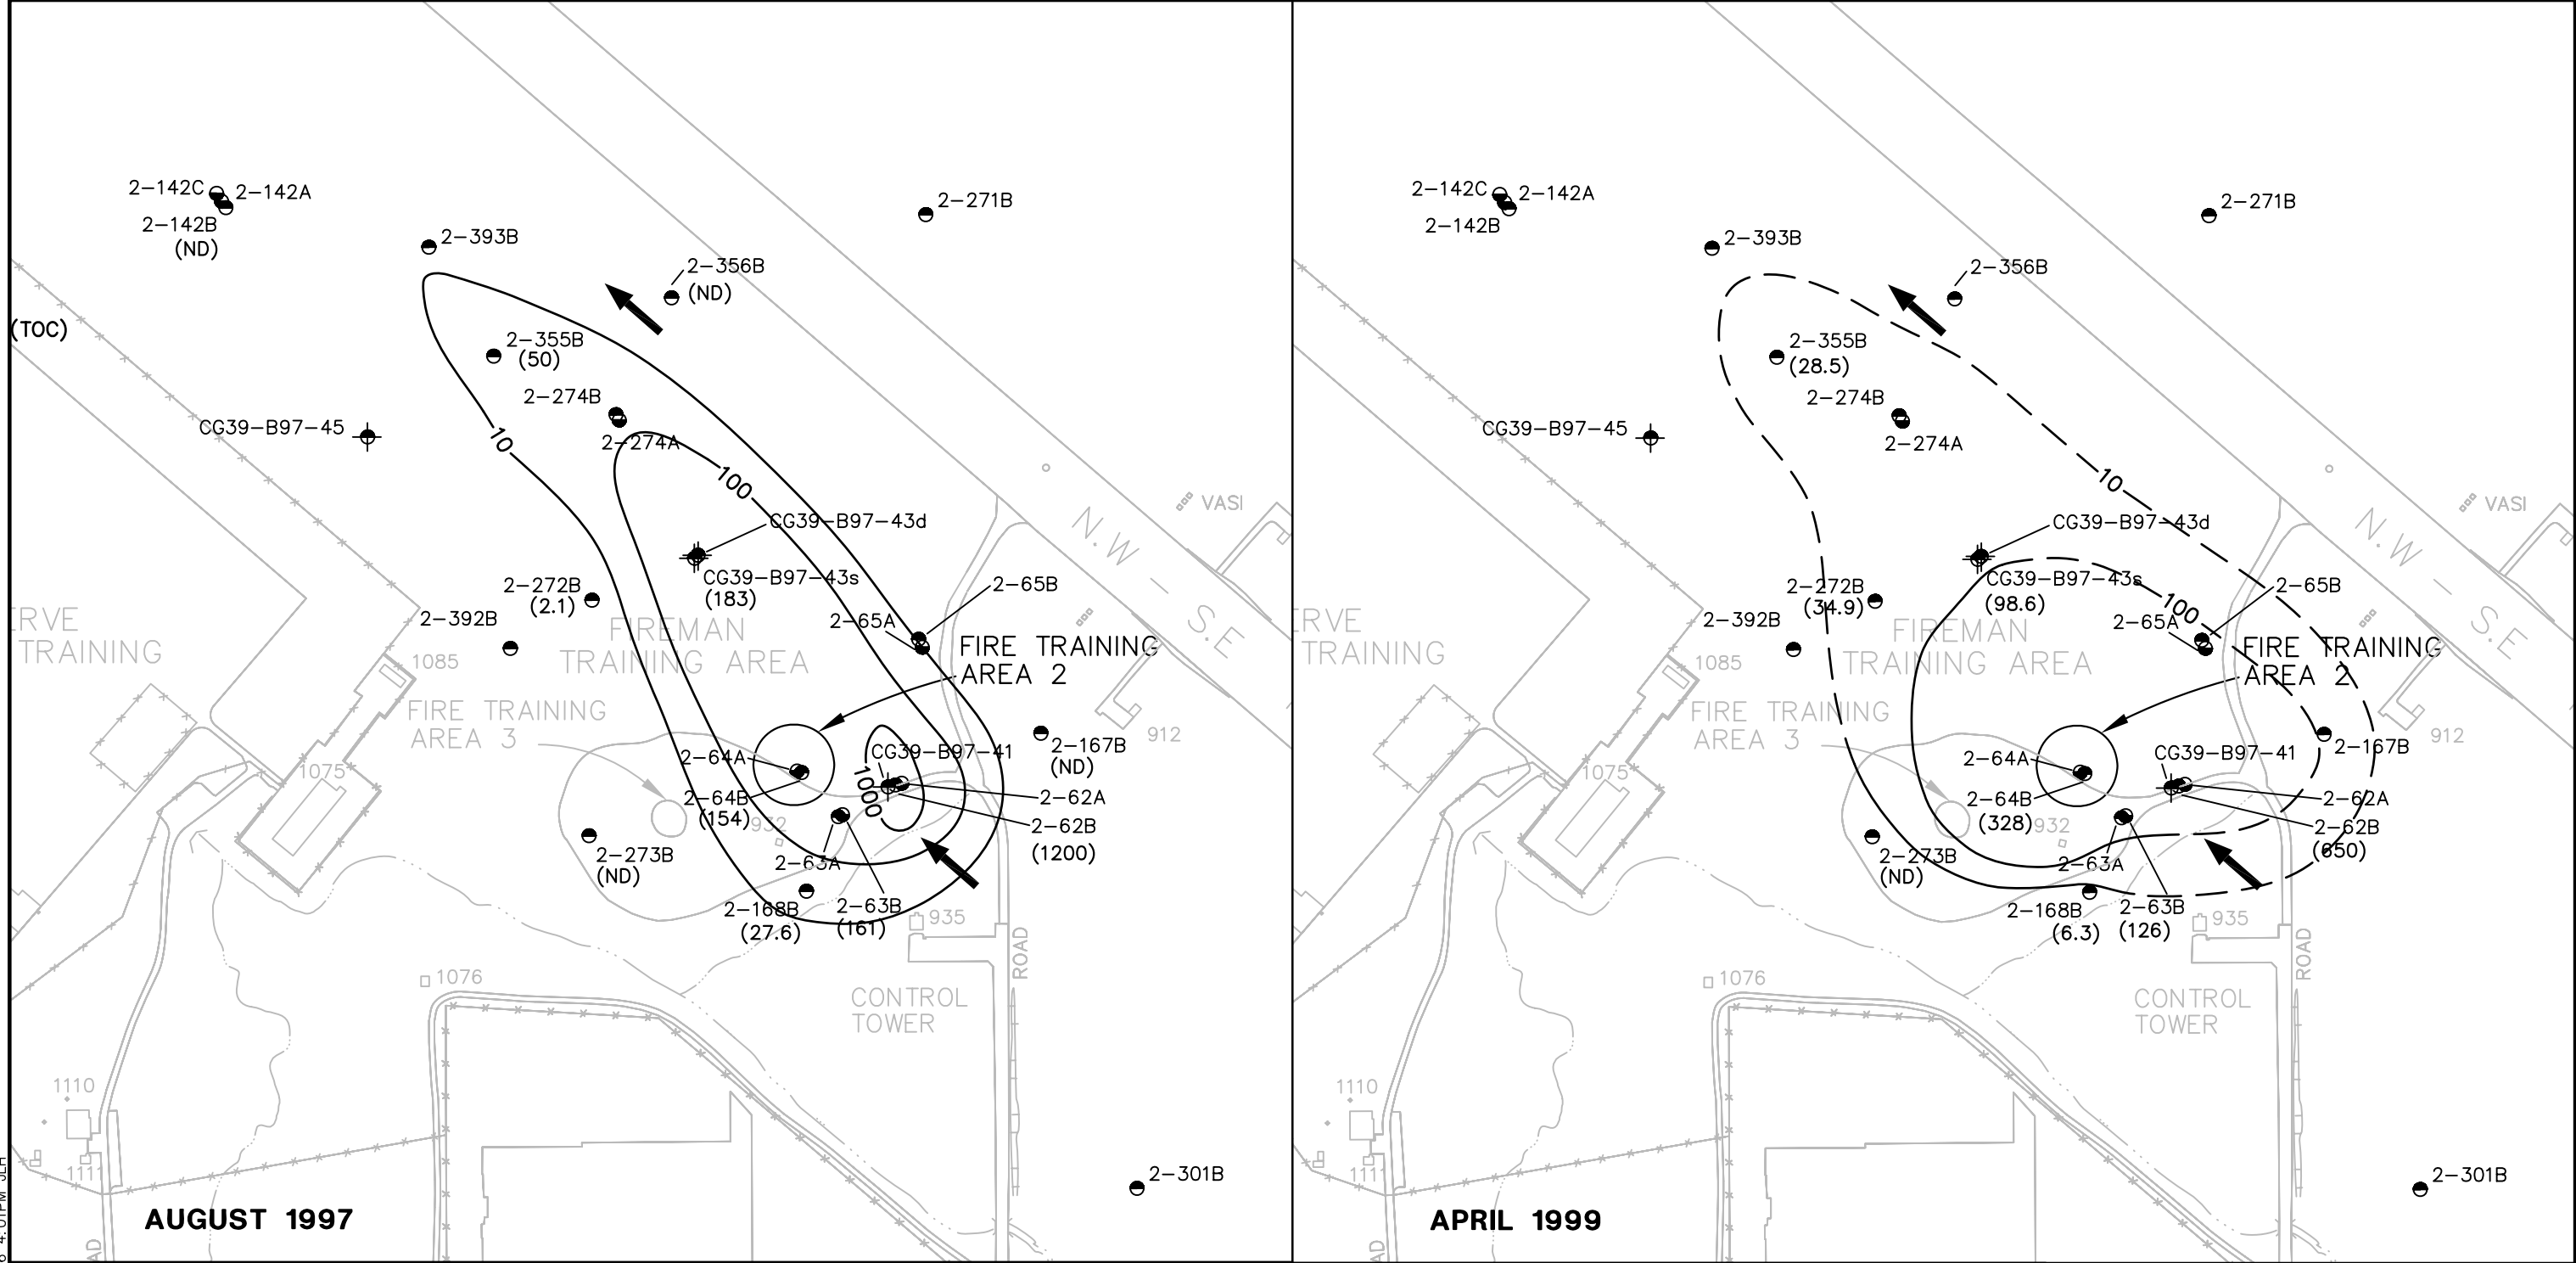 2-142C
2-142A
2-142B
(ND)
2-271B
2-393B
2-356B
(ND)
(TOC)
2-355B
(50)
2-274B
2-274A
CG39-B97-45
10
100
CG39-B97-43d
CG39-B97-43s
(183)
VASI
N.W - S.E
2-272B
(2.1)
2-392B
2-65B
2-65A
ERVE
TRAINING
FIREMAN
TRAINING AREA
FIRE TRAINING
AREA 2
1085
FIRE TRAINING
AREA 3
912
2-167B
(ND)
CG39-B97-41
2-64A
1000
1075
2-64B
(154)
932
2-62A
2-62B
(1200)
2-63A
2-273B
(ND)
2-168B
(27.6)
2-63B
(161)
935
ROAD
1076
CONTROL
TOWER
1110
1111
2-301B
AUGUST 1997
AD
4:01PM JLH
2-142C
2-142A
2-142B
2-271B
2-393B
2-356B
2-355B
(28.5)
2-274B
2-274A
CG39-B97-45
10
100
CG39-B97-43d
CG39-B97-43s
(98.6)
VASI
N.W - S.E
2-272B
(34.9)
2-392B
2-65B
2-65A
ERVE
TRAINING
FIREMAN
TRAINING AREA
FIRE TRAINING
AREA 2
1085
FIRE TRAINING
AREA 3
912
2-167B
CG39-B97-41
2-64A
1075
2-64B
(328)
932
2-62A
2-62B
(650)
2-63A
2-273B
(ND)
2-168B
(6.3)
2-63B
(126)
935
ROAD
1076
CONTROL
TOWER
1110
1111
2-301B
APRIL 1999
AD